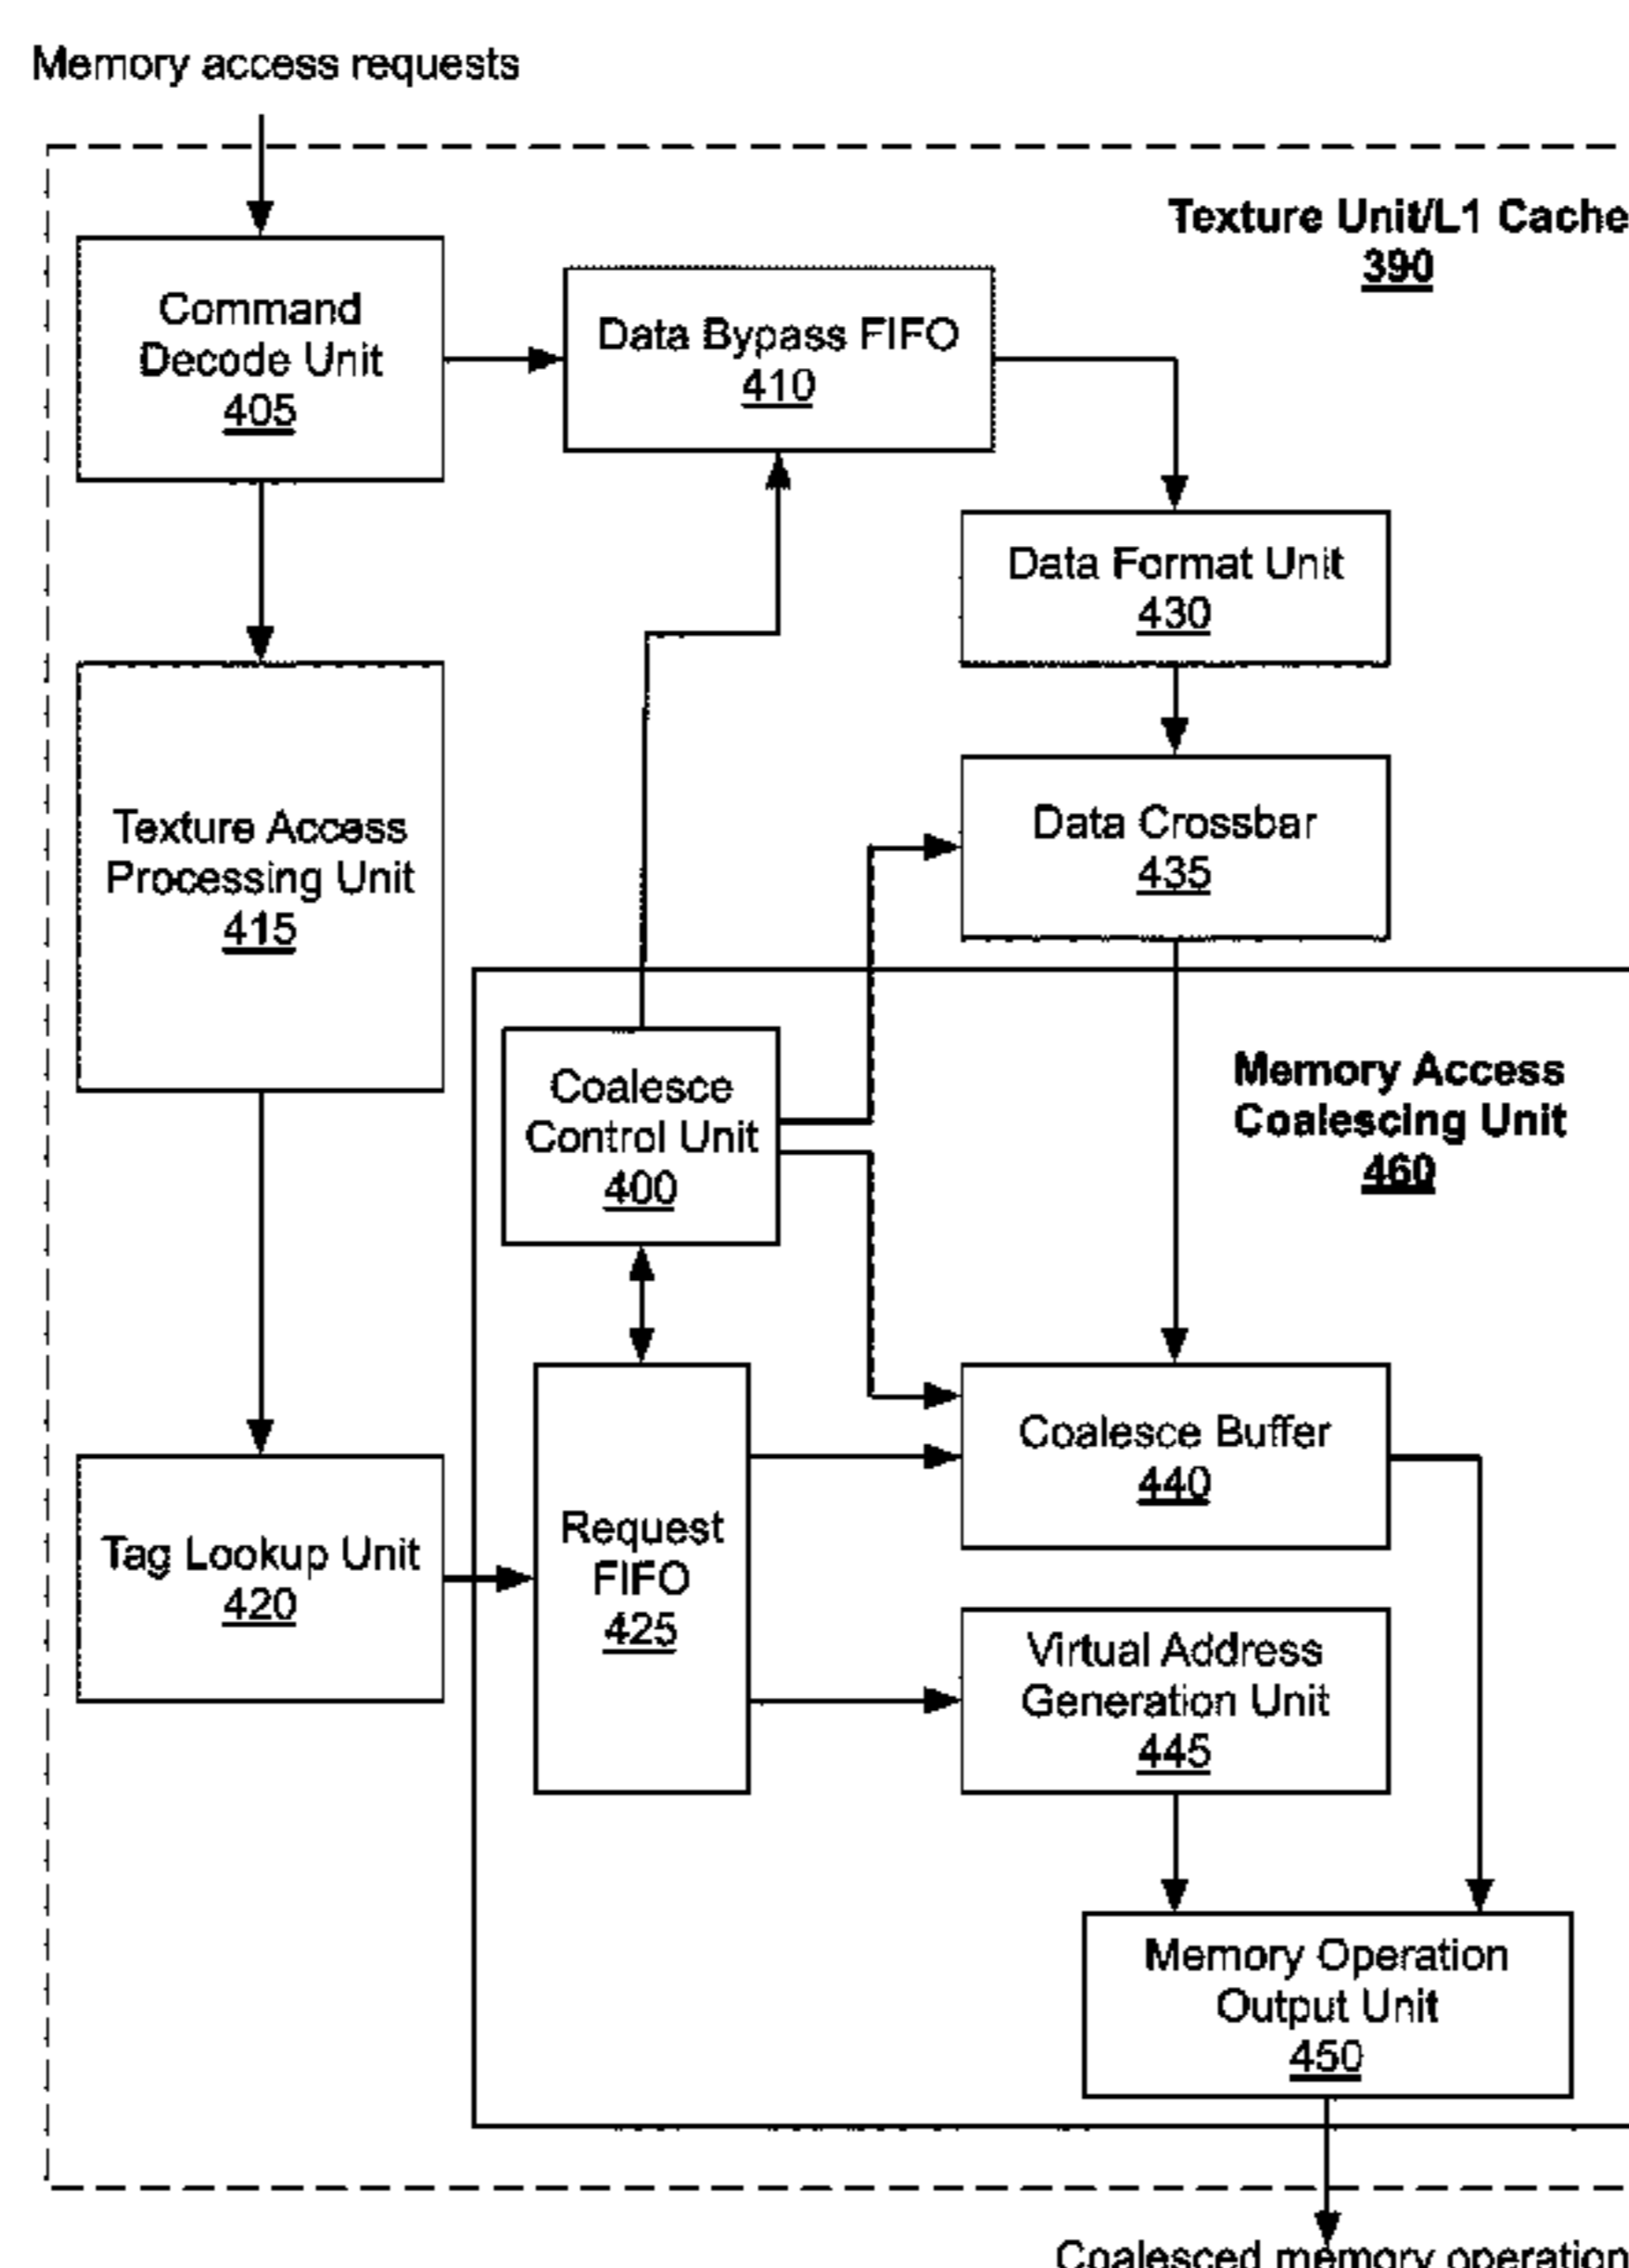 Memory access requests
Texture Unit/L1 Cache
390
Command
Decode Unit
405
Data Bypass FIFO
410
Data Format Unit
430
Texture Access
Processing Unit
415
Data Crossbar
435
Coalesce
Control Unit
400
Memory Access
Coalescing Unit
460
Coalesce Buffer
440
Tag Lookup Unit
420
Request
FIFO
425
Virtual Address
Generation Unit
445
Memory Operation
Output Unit
450
Coalesced memory operation